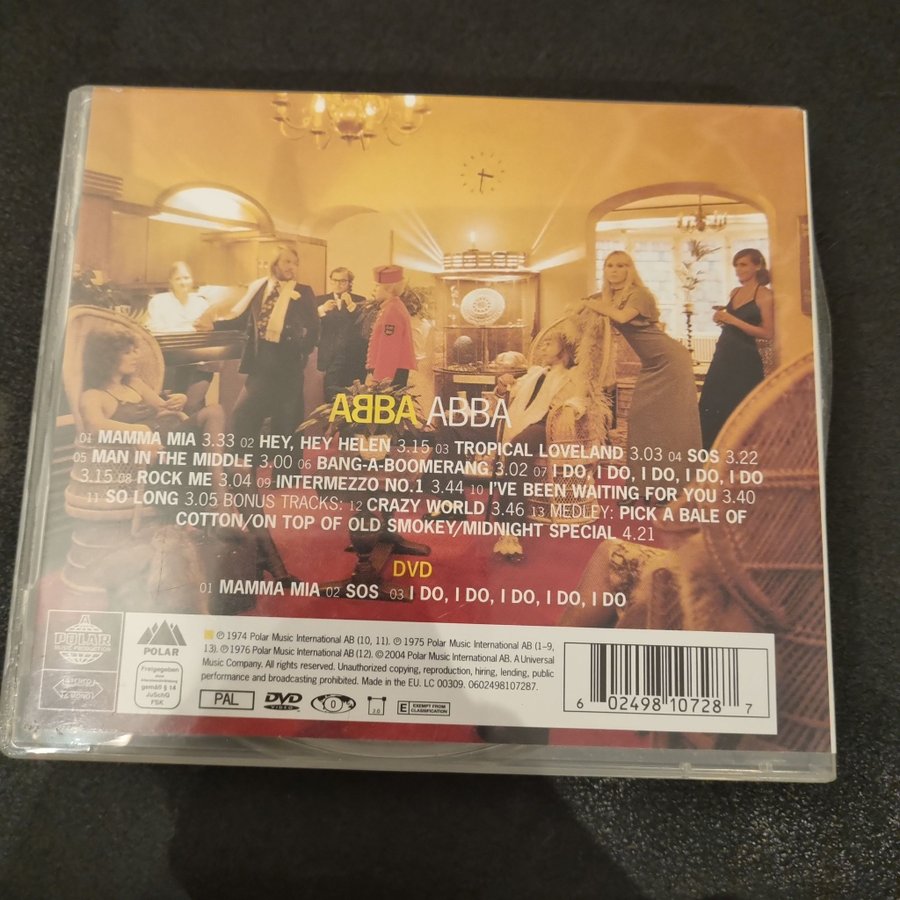 ABBA ABBA
01 MAMMA MIA 3.33 02 HEY, HEY HELEN 3.15 03 TROPICAL LOVELAND 3.03 04 SOS 3.22
05 MAN IN THE MIDDLE 3.00 06 BANG-A-BOOMERANG 3.02 07 I DO, I DO, I DO, I DO, I DO
3.15 08 ROCK ME 3.04 09 INTERMEZZO NO.1 3.44 10 I'VE BEEN WAITING FOR YOU 3.40
11 SO LONG 3.05 BONUS TRACKS: 12 CRAZY WORLD 3.46 13 MEDLEY: PICK A BALE OF
COTTON/ON TOP OF OLD SMOKEY/MIDNIGHT SPECIAL 4.21
DVD
01 MAMMA MIA 02 SOS 03 I DO, I DO, I DO, I DO, I DO
POLAR
MUSIC PRODUCTION
STEREO
POLAR
Freigegeben
ohne
Altersbeschränkung
gemäß § 14
JuSchG
FSK
℗ 1974 Polar Music International AB (10, 11). ℗ 1975 Polar Music International AB (1–9,
13). ℗ 1976 Polar Music International AB (12). © 2004 Polar Music International AB. A Universal
Music Company. All rights reserved. Unauthorized copying, reproduction, hiring, lending, public
performance and broadcasting prohibited. Made in the EU. LC 00309. 0602498107287.
PAL
DVD
VIDEO
0
2.0
E EXEMPT FROM
CLASSIFICATION
6 02498 10728 7